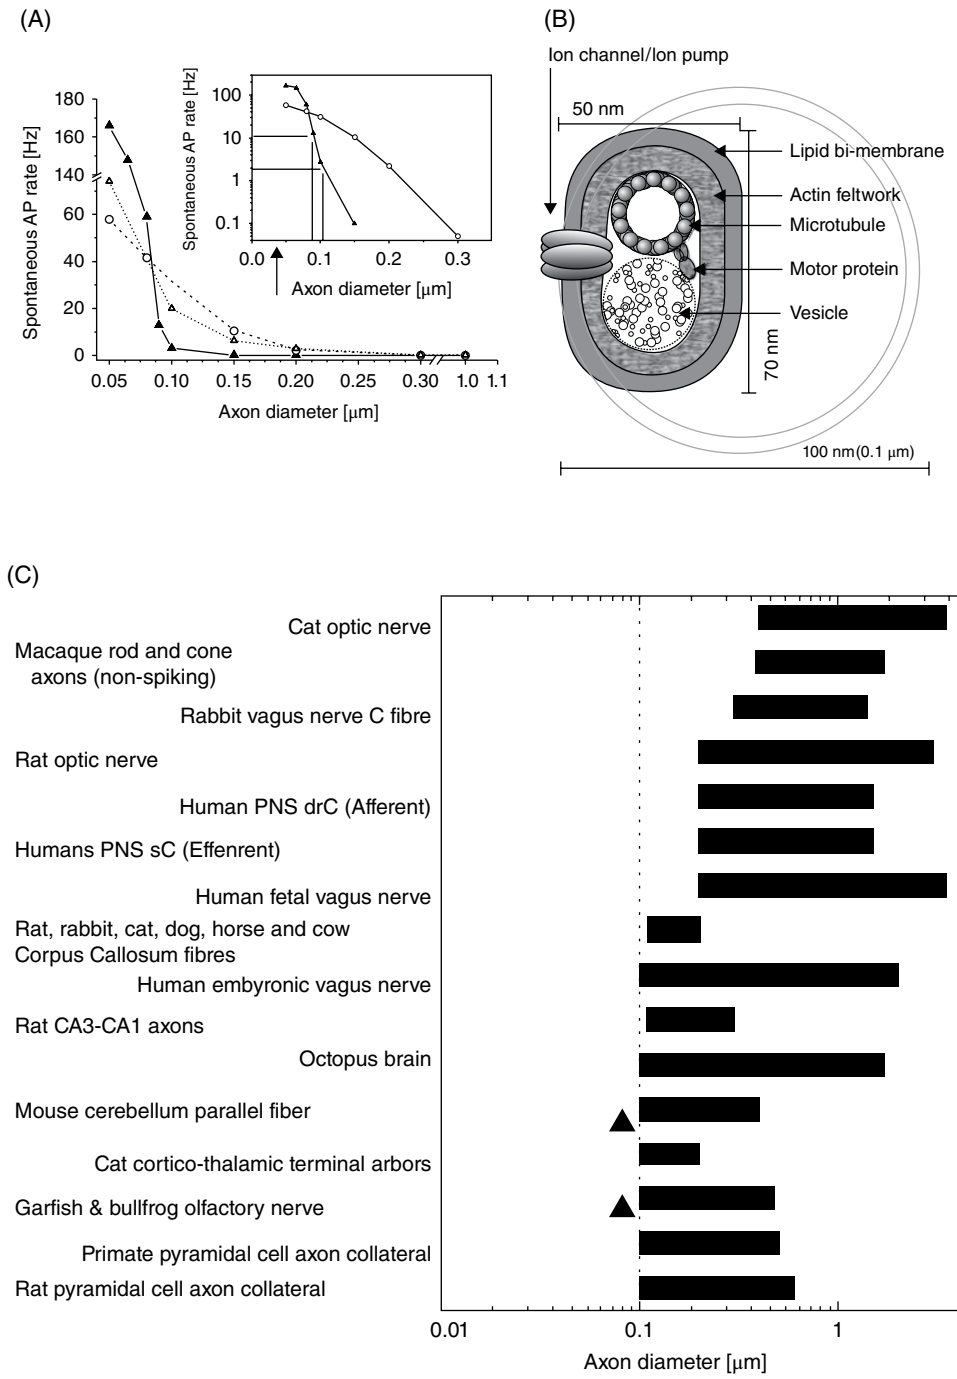 (A)
Spontaneous AP rate [Hz]
180
160
140
60
40
20
0
0.05 0.10 0.15 0.20 0.25 0.30 1.0 1.1
Axon diameter [μm]
Spontaneous AP rate [Hz]
100
10
1
0.1
0.0 0.1 0.2 0.3
Axon diameter [μm]
(B)
Ion channel/Ion pump
50 nm
Lipid bi-membrane
Actin feltwork
Microtubule
Motor protein
Vesicle
70 nm
100 nm(0.1 μm)
(C)
Cat optic nerve
Macaque rod and cone
axons (non-spiking)
Rabbit vagus nerve C fibre
Rat optic nerve
Human PNS drC (Afferent)
Humans PNS sC (Effenrent)
Human fetal vagus nerve
Rat, rabbit, cat, dog, horse and cow
Corpus Callosum fibres
Human embyronic vagus nerve
Rat CA3-CA1 axons
Octopus brain
Mouse cerebellum parallel fiber
Cat cortico-thalamic terminal arbors
Garfish & bullfrog olfactory nerve
Primate pyramidal cell axon collateral
Rat pyramidal cell axon collateral
0.01 0.1 1
Axon diameter [μm]